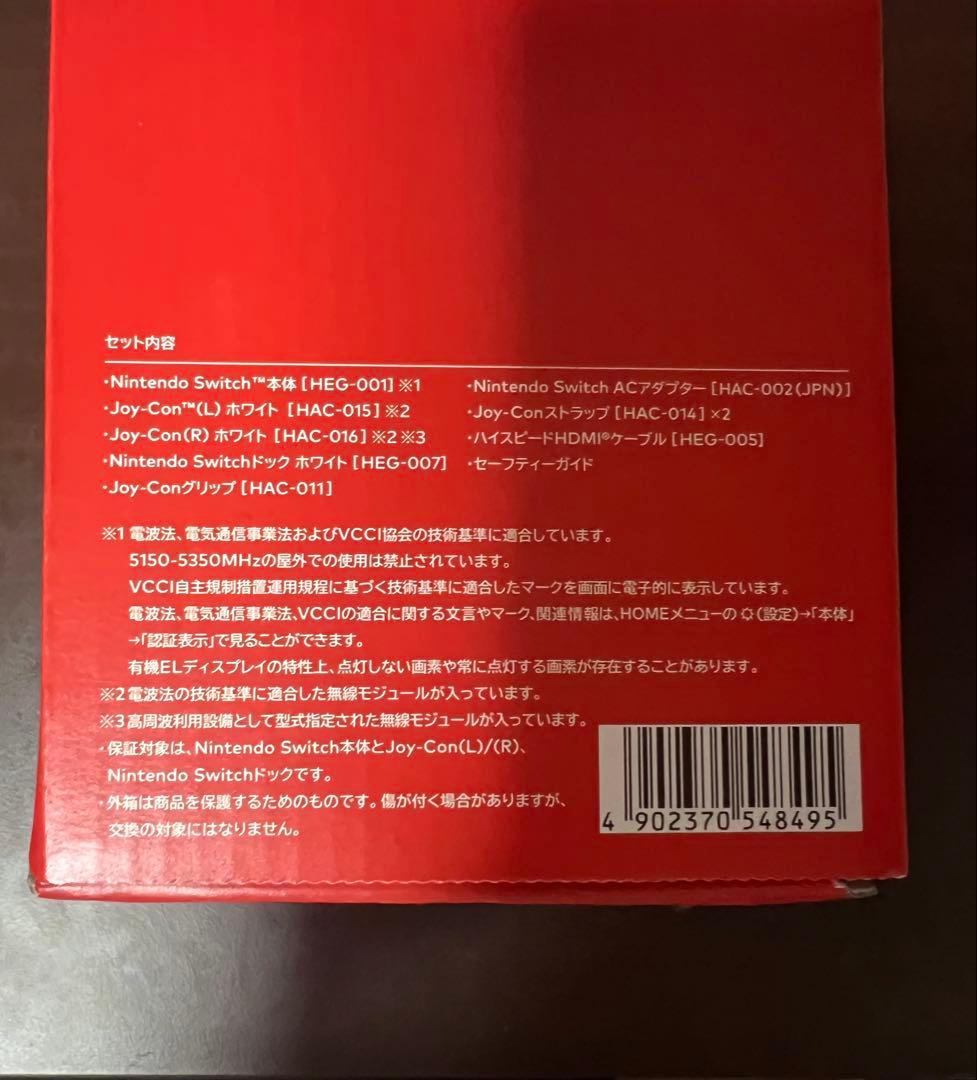 セット内容
・Nintendo Switch™本体 [HEG-001] ※1
・Joy-Con™(L) ホワイト [HAC-015] ※2
・Joy-Con(R) ホワイト [HAC-016] ※2 ※3
・Nintendo Switchドック ホワイト [HEG-007]
・Joy-Conグリップ [HAC-011]
・Nintendo Switch ACアダプター [HAC-002(JPN)]
・Joy-Conストラップ [HAC-014] ×2
・ハイスピードHDMI®ケーブル [HEG-005]
・セーフティーガイド
※1 電波法、電気通信事業法およびVCCI協会の技術基準に適合しています。
5150-5350MHzの屋外での使用は禁止されています。
VCCI自主規制措置運用規程に基づく技術基準に適合したマークを画面に電子的に表示しています。
電波法、電気通信事業法、VCCIの適合に関する文言やマーク、関連情報は、HOMEメニューの (設定)→「本体」
→「認証表示」で見ることができます。
有機ELディスプレイの特性上、点灯しない画素や常に点灯する画素が存在することがあります。
※2 電波法の技術基準に適合した無線モジュールが入っています。
※3 高周波利用設備として型式指定された無線モジュールが入っています。
・保証対象は、Nintendo Switch本体とJoy-Con(L)/(R)、
Nintendo Switchドックです。
・外箱は商品を保護するためのものです。傷が付く場合がありますが、
交換の対象にはなりません。
4 902370 548495